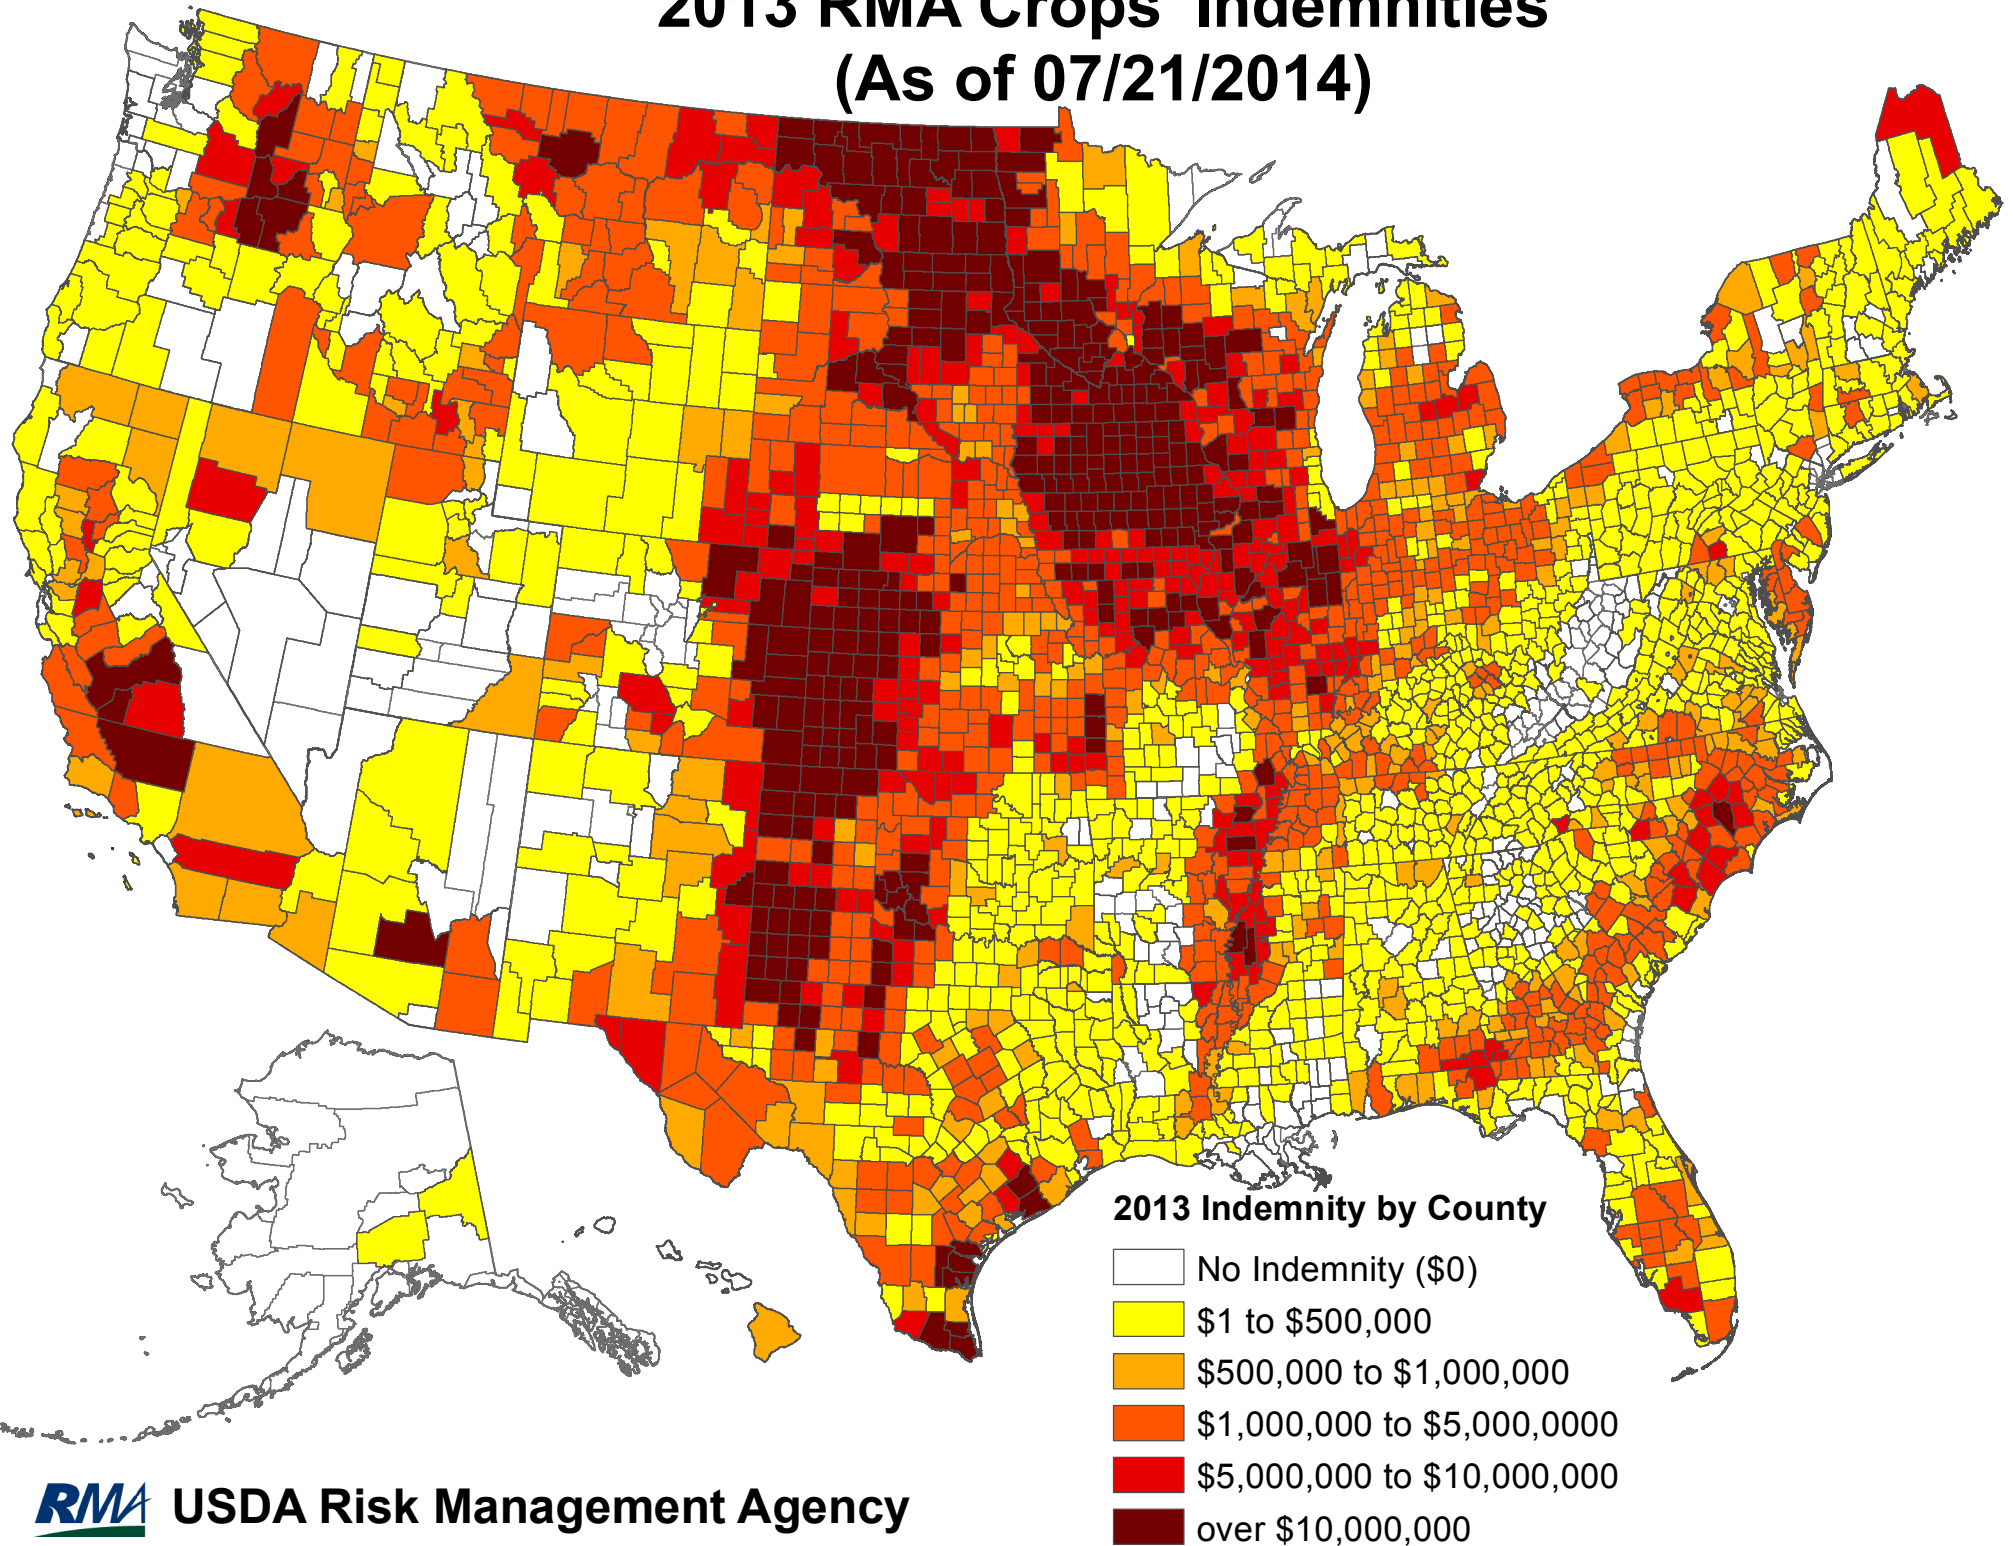 2013 RMA Crops' Indemnities
(As of 07/21/2014)
2013 Indemnity by County
No Indemnity ($0)
$1 to $500,000
$500,000 to $1,000,000
$1,000,000 to $5,000,0000
$5,000,000 to $10,000,000
over $10,000,000
RMA USDA Risk Management Agency